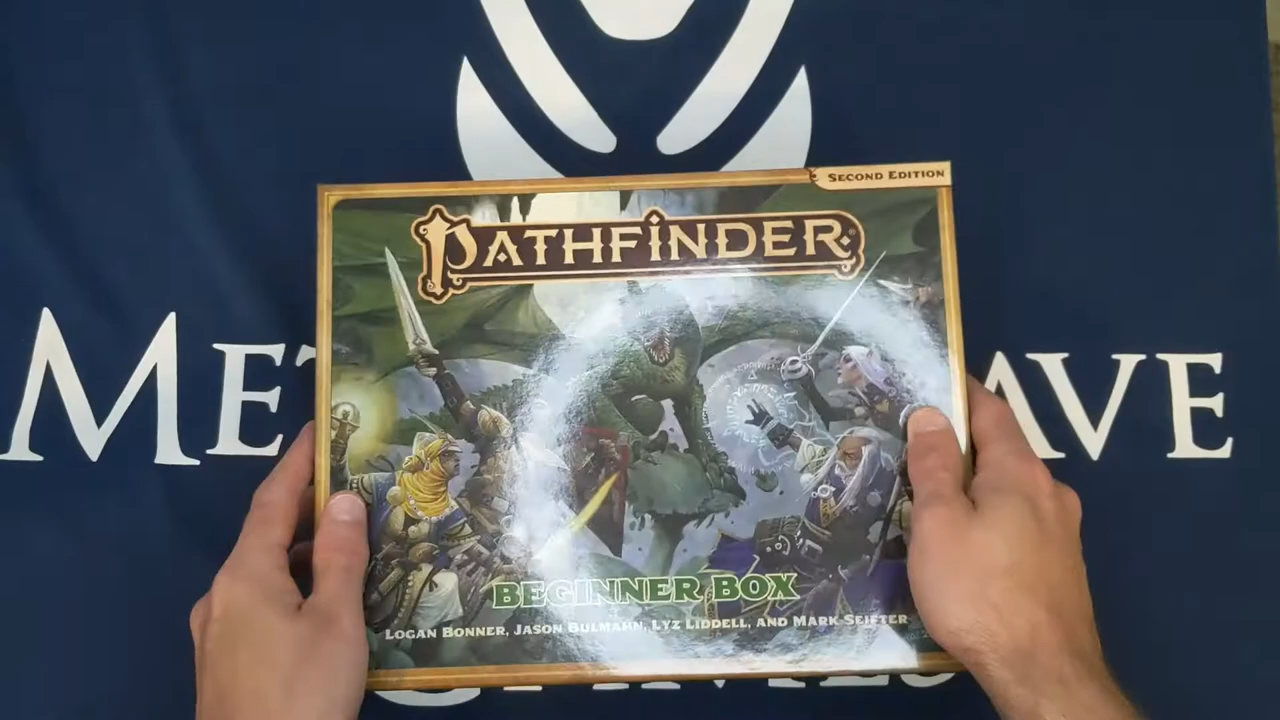 SECOND EDITION
PATHFINDER
ME AVE
BEGINNER BOX
LOGAN BONNER, JASON BULMAHN, LYZ LIDDELL, AND MARK SEIFTER